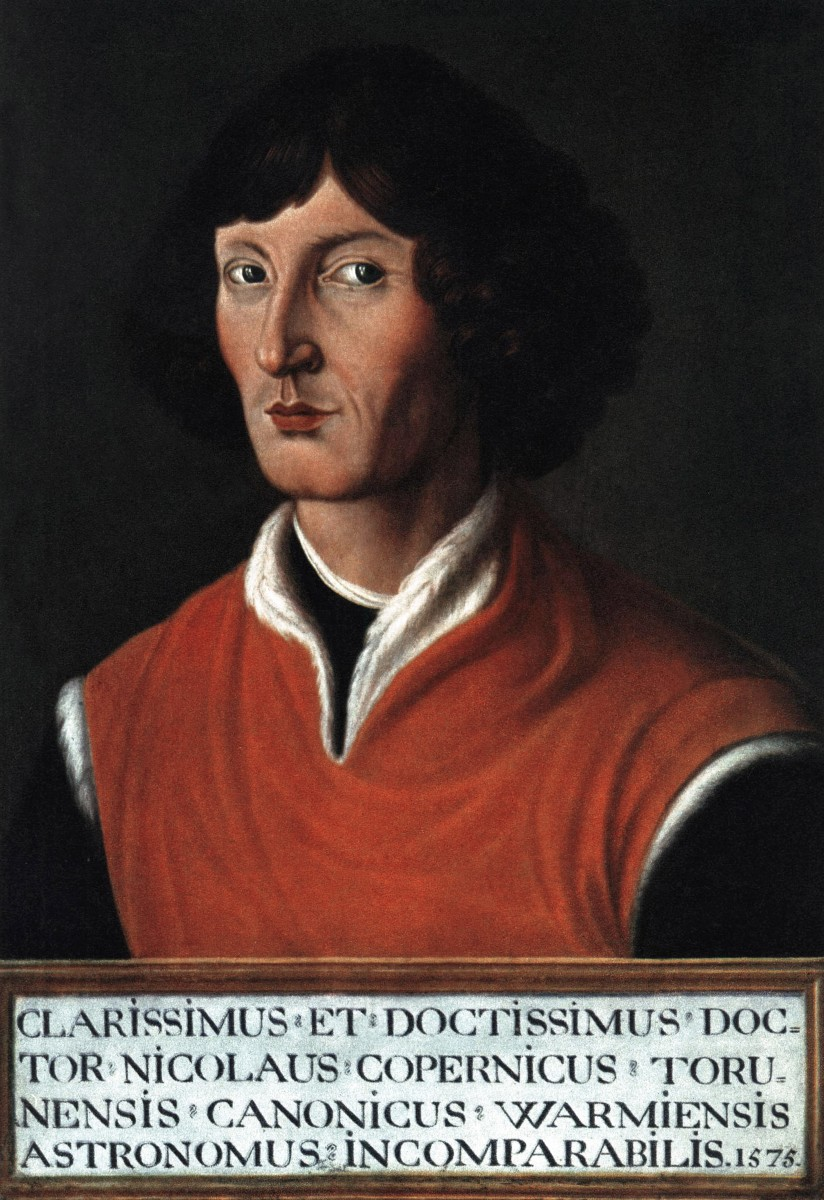 CLARISSIMUS ET DOCTISSIMUS DOC=
TOR NICOLAUS COPERNICUS TORU=
NENSIS CANONICUS WARMIENSIS
ASTRONOMUS INCOMPARABILIS. 1575.